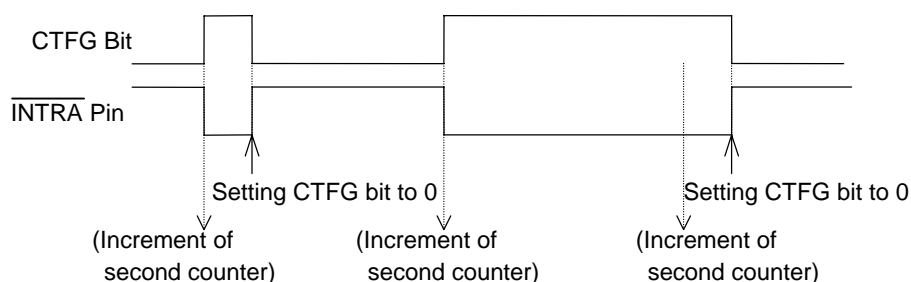 CTFG Bit
INTRA Pin
Setting CTFG bit to 0
Setting CTFG bit to 0
(Increment of
second counter)
(Increment of
second counter)
(Increment of
second counter)